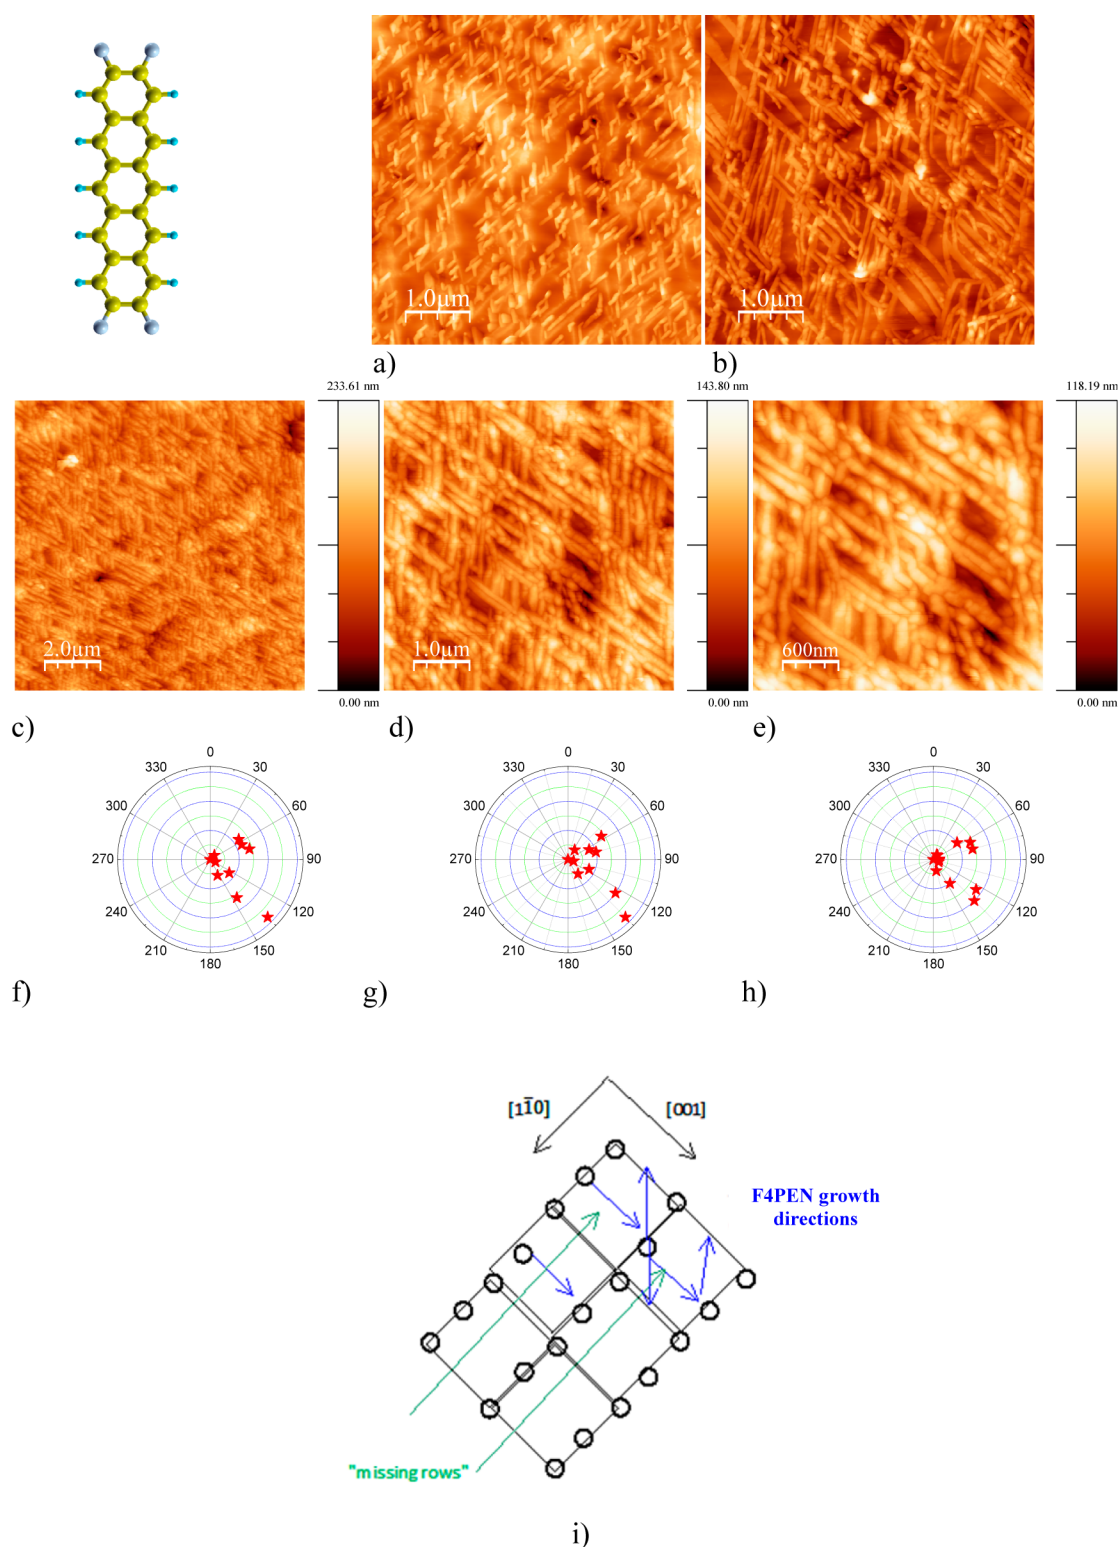 1.0µm
1.0µm
a)
b)
233.61 nm
143.80 nm
118.19 nm
2.0µm
1.0µm
600nm
0.00 nm
0.00 nm
0.00 nm
c)
d)
e)
0
330
30
300
60
270
90
240
120
210
150
180
0
330
30
300
60
270
90
240
120
210
150
180
0
330
30
300
60
270
90
240
120
210
150
180
f)
g)
h)
[11̅0]
[001]
F4PEN growth
directions
"missing rows"
i)